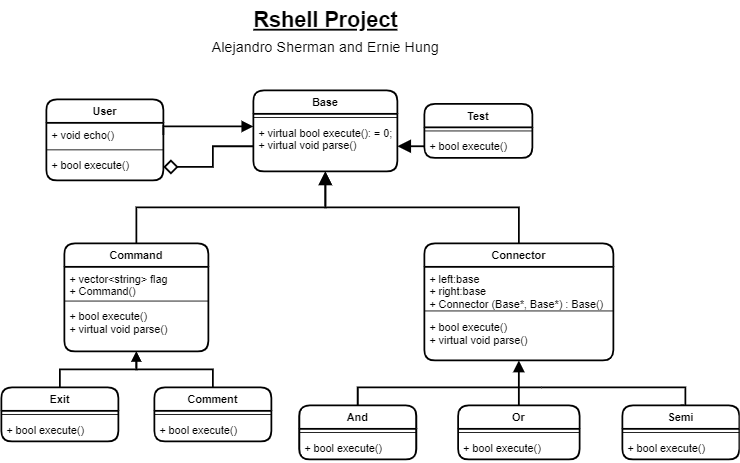 Rshell Project
Alejandro Sherman and Ernie Hung
User
+ void echo()
+ bool execute()
Base
+ virtual bool execute(): = 0;
+ virtual void parse()
Test
+ bool execute()
Command
+ vector<string> flag
+ Command()
+ bool execute()
+ virtual void parse()
Connector
+ left:base
+ right:base
+ Connector (Base*, Base*) : Base()
+ bool execute()
+ virtual void parse()
Exit
+ bool execute()
Comment
+ bool execute()
And
+ bool execute()
Or
+ bool execute()
Semi
+ bool execute()